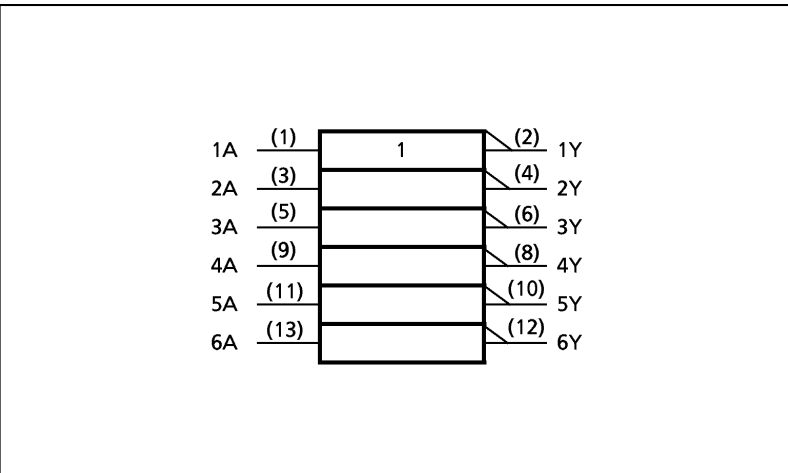 1A (1) 1 (2) 1Y
2A (3) (4) 2Y
3A (5) (6) 3Y
4A (9) (8) 4Y
5A (11) (10) 5Y
6A (13) (12) 6Y